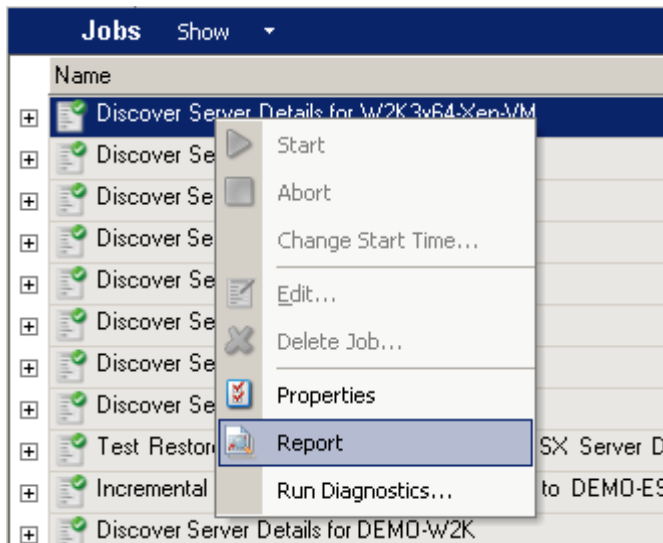 Jobs Show
Name
Discover Server Details for W2K3x64-Xen-VM
Start
Discover Se
Abort
Discover Se
Change Start Time...
Discover Se
Edit...
Discover Se
Delete Job...
Discover Se
Discover Se
Properties
Discover Se
Report
Test Restor SX Server D
Run Diagnostics...
Incremental to DEMO-ES
Discover Server Details for DEMO-W2K